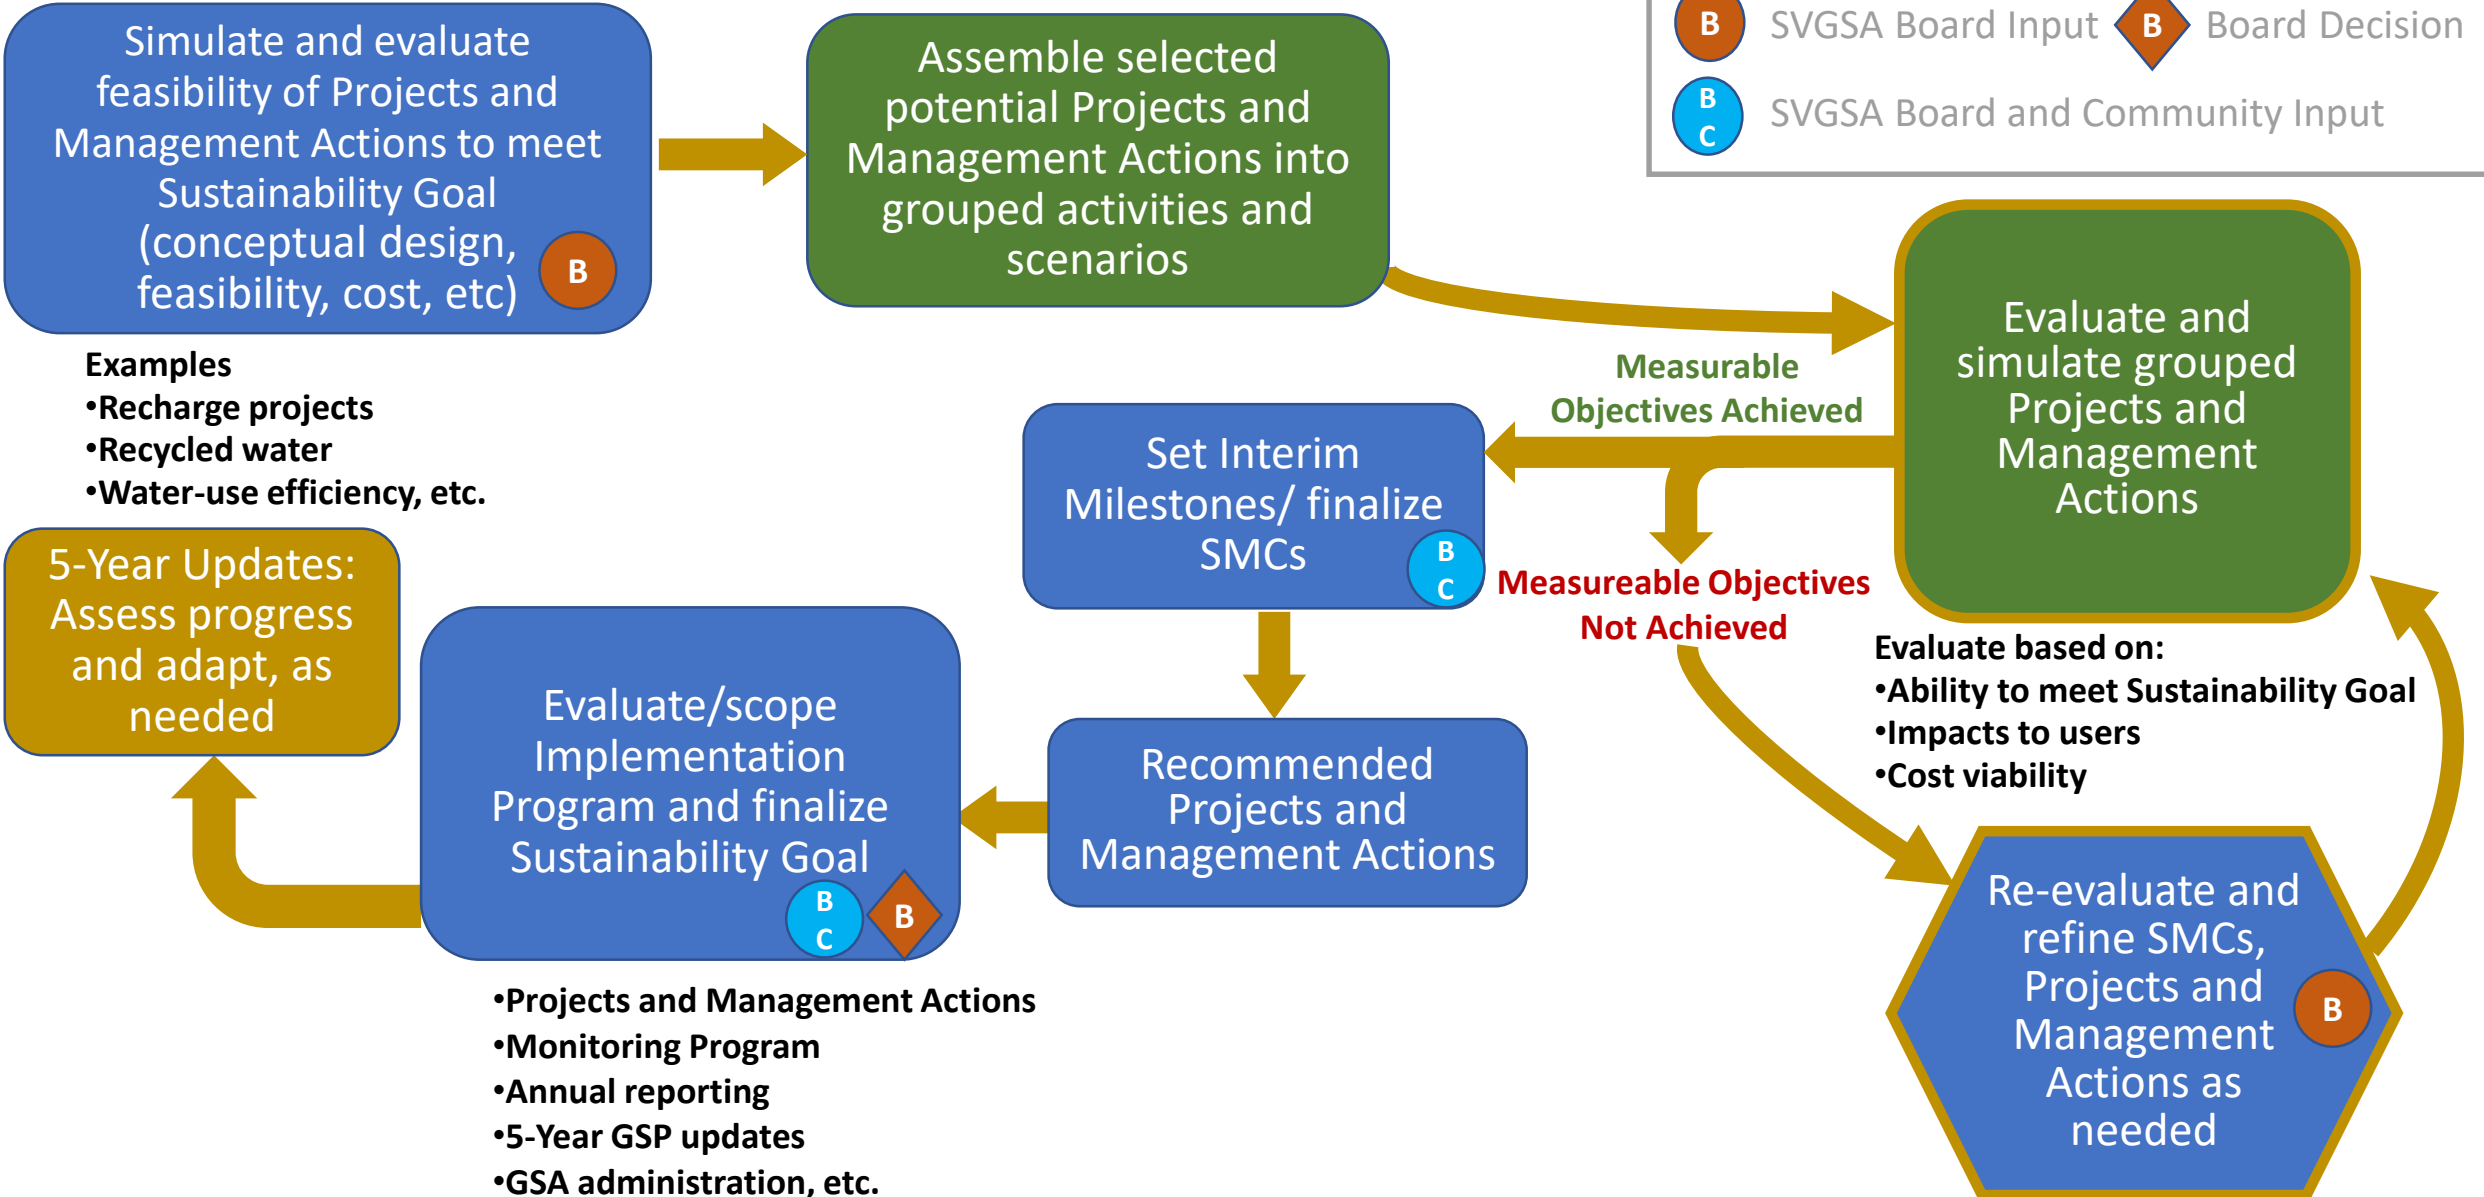 Simulate and evaluate
feasibility of Projects and
Management Actions to meet
Sustainability Goal
(conceptual design,
feasibility, cost, etc)
B
Assemble selected
potential Projects and
Management Actions into
grouped activities and
scenarios
B
SVGSA Board Input
B
Board Decision
B
C
SVGSA Board and Community Input
Examples
•Recharge projects
•Recycled water
•Water-use efficiency, etc.
Evaluate and
simulate grouped
Projects and
Management
Actions
Measurable
Objectives Achieved
Set Interim
Milestones/ finalize
SMCs
B
C
Measureable Objectives
Not Achieved
Evaluate based on:
•Ability to meet Sustainability Goal
•Impacts to users
•Cost viability
5-Year Updates:
Assess progress
and adapt, as
needed
Evaluate/scope
Implementation
Program and finalize
Sustainability Goal
B
C
B
Recommended
Projects and
Management Actions
Re-evaluate and
refine SMCs,
Projects and
Management
Actions as
needed
B
•Projects and Management Actions
•Monitoring Program
•Annual reporting
•5-Year GSP updates
•GSA administration, etc.